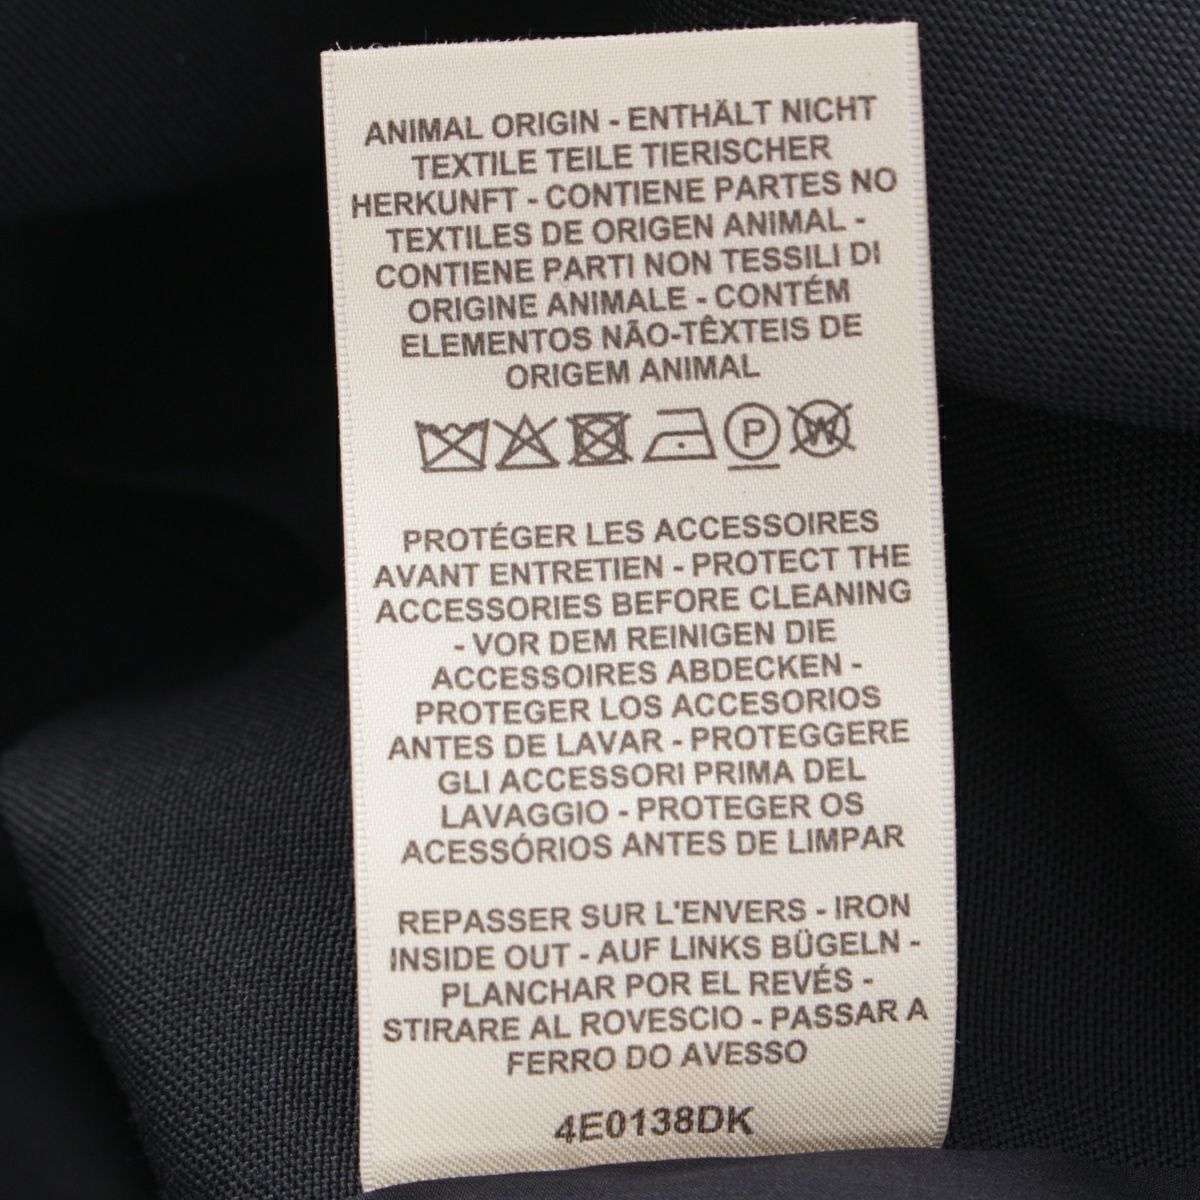 ANIMAL ORIGIN - ENTHÄLT NICHT
TEXTILE TEILE TIERISCHER
HERKUNFT - CONTIENE PARTES NO
TEXTILES DE ORIGEN ANIMAL -
CONTIENE PARTI NON TESSILI DI
ORIGINE ANIMALE - CONTÉM
ELEMENTOS NÃO-TÊXTEIS DE
ORIGEM ANIMAL
P W
PROTÉGER LES ACCESSOIRES
AVANT ENTRETIEN - PROTECT THE
ACCESSORIES BEFORE CLEANING
- VOR DEM REINIGEN DIE
ACCESSOIRES ABDECKEN -
PROTEGER LOS ACCESORIOS
ANTES DE LAVAR - PROTEGGERE
GLI ACCESSORI PRIMA DEL
LAVAGGIO - PROTEGER OS
ACESSÓRIOS ANTES DE LIMPAR
REPASSER SUR L'ENVERS - IRON
INSIDE OUT - AUF LINKS BÜGELN -
PLANCHAR POR EL REVÉS -
STIRARE AL ROVESCIO - PASSAR A
FERRO DO AVESSO
4E0138DK